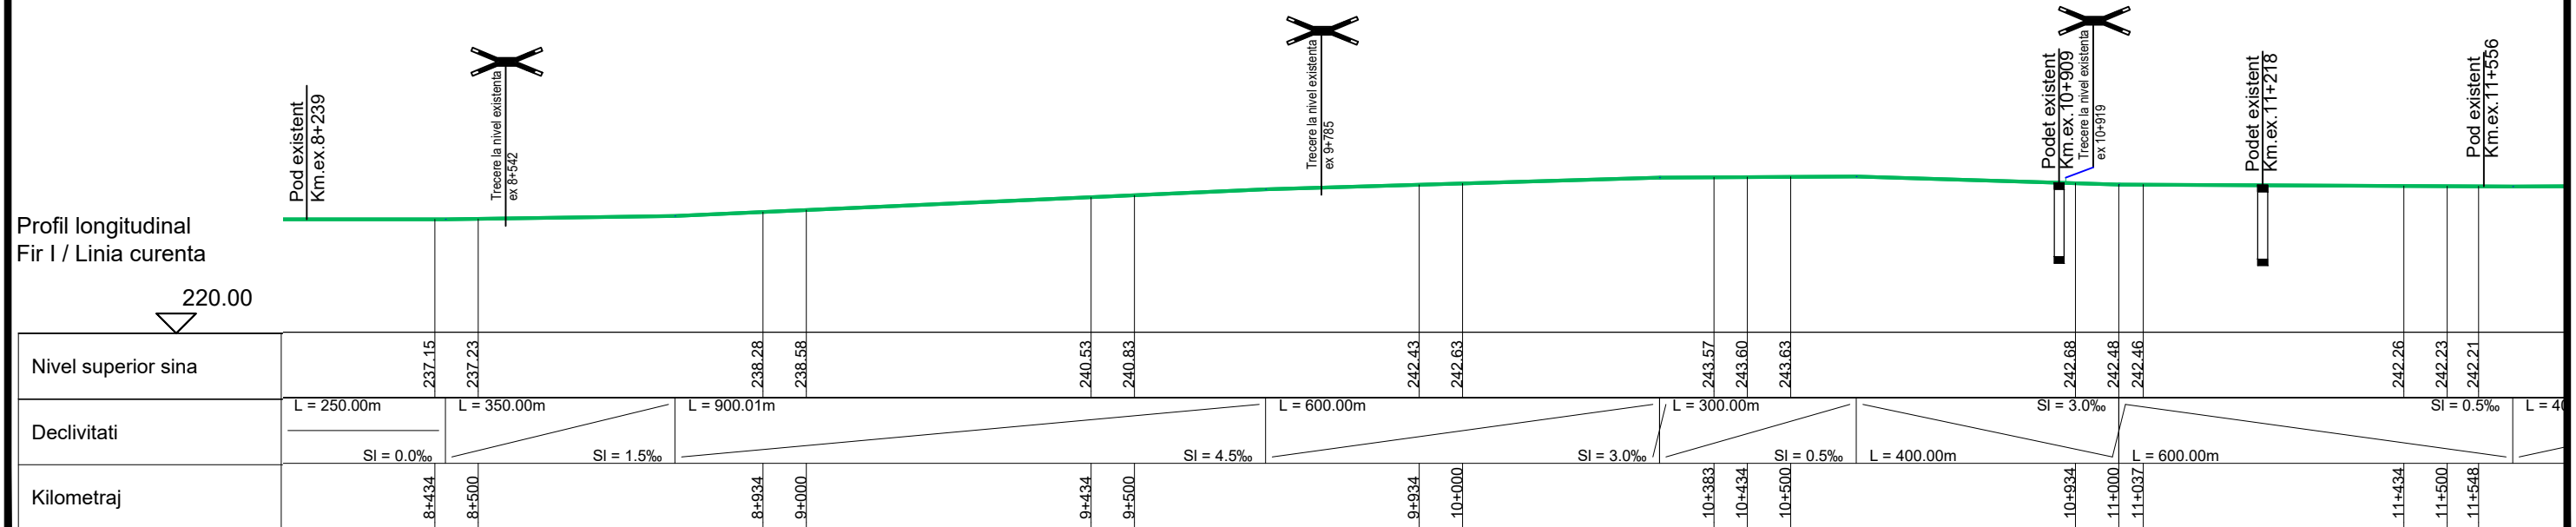 Pod existent
Km.ex.8+239
Trecere la nivel existenta
ex 8+542
Trecere la nivel existenta
ex 9+785
Podet existent
Km.ex.10+909
Trecere la nivel existenta
ex 10+919
Podet existent
Km.ex.11+218
Pod existent
Km.ex.11+556
Profil longitudinal
Fir I / Linia curenta
220.00
Nivel superior sina
237.15 237.23 238.28 238.58 240.53 240.83 242.43 242.63 243.57 243.60 243.63 242.68 242.48 242.46 242.26 242.23 242.21
Declivitati
L = 250.00m L = 350.00m L = 900.01m L = 600.00m L = 300.00m SI = 3.0‰ SI = 0.5‰ L = 40
SI = 0.0‰ SI = 1.5‰ SI = 4.5‰ SI = 3.0‰ SI = 0.5‰ L = 400.00m L = 600.00m
Kilometraj
8+434 8+500 8+934 9+000 9+434 9+500 9+934 10+000 10+383 10+434 10+500 10+934 11+000 11+037 11+434 11+500 11+548